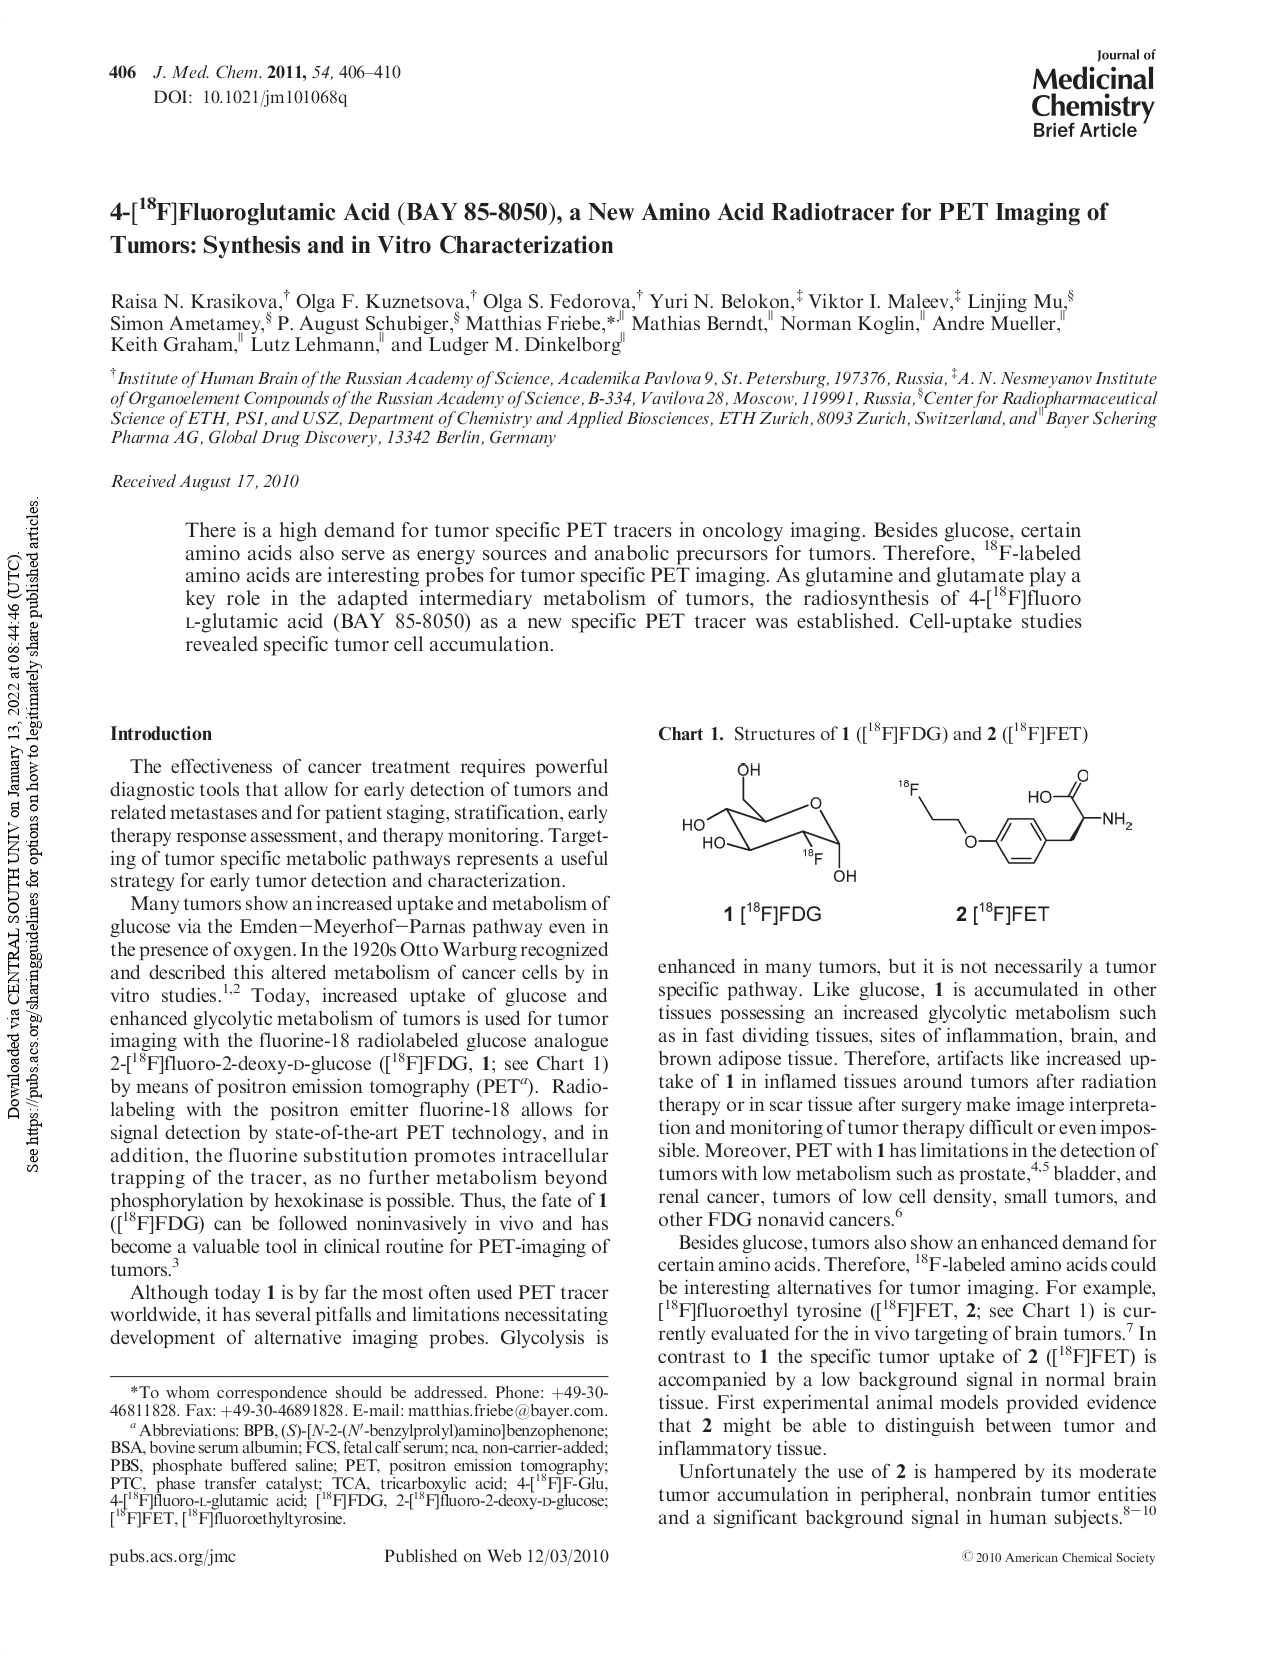 406 J. Med. Chem. 2011, 54, 406–410
DOI: 10.1021/jm101068q
Journal of
Medicinal
Chemistry
Brief Article
4-[18F]Fluoroglutamic Acid (BAY 85-8050), a New Amino Acid Radiotracer for PET Imaging of
Tumors: Synthesis and in Vitro Characterization
Raisa N. Krasikova,† Olga F. Kuznetsova,† Olga S. Fedorova,† Yuri N. Belokon,‡ Viktor I. Maleev,‡ Linjing Mu,§
Simon Ametamey,§ P. August Schubiger,§ Matthias Friebe,*,∥ Mathias Berndt,∥ Norman Koglin,∥ Andre Mueller,∥
Keith Graham,∥ Lutz Lehmann,∥ and Ludger M. Dinkelborg∥
†Institute of Human Brain of the Russian Academy of Science, Academika Pavlova 9, St. Petersburg, 197376, Russia, ‡A. N. Nesmeyanov Institute
of Organoelement Compounds of the Russian Academy of Science, B-334, Vavilova 28, Moscow, 119991, Russia, §Center for Radiopharmaceutical
Science of ETH, PSI, and USZ, Department of Chemistry and Applied Biosciences, ETH Zurich, 8093 Zurich, Switzerland, and ∥Bayer Schering
Pharma AG, Global Drug Discovery, 13342 Berlin, Germany
Received August 17, 2010
There is a high demand for tumor specific PET tracers in oncology imaging. Besides glucose, certain
amino acids also serve as energy sources and anabolic precursors for tumors. Therefore, 18F-labeled
amino acids are interesting probes for tumor specific PET imaging. As glutamine and glutamate play a
key role in the adapted intermediary metabolism of tumors, the radiosynthesis of 4-[18F]fluoro
L-glutamic acid (BAY 85-8050) as a new specific PET tracer was established. Cell-uptake studies
revealed specific tumor cell accumulation.
Introduction
The effectiveness of cancer treatment requires powerful
diagnostic tools that allow for early detection of tumors and
related metastases and for patient staging, stratification, early
therapy response assessment, and therapy monitoring. Target-
ing of tumor specific metabolic pathways represents a useful
strategy for early tumor detection and characterization.
Many tumors show an increased uptake and metabolism of
glucose via the Emden−Meyerhof−Parnas pathway even in
the presence of oxygen. In the 1920s Otto Warburg recognized
and described this altered metabolism of cancer cells by in
vitro studies.1,2 Today, increased uptake of glucose and
enhanced glycolytic metabolism of tumors is used for tumor
imaging with the fluorine-18 radiolabeled glucose analogue
2-[18F]fluoro-2-deoxy-D-glucose ([18F]FDG, 1; see Chart 1)
by means of positron emission tomography (PETa). Radio-
labeling with the positron emitter fluorine-18 allows for
signal detection by state-of-the-art PET technology, and in
addition, the fluorine substitution promotes intracellular
trapping of the tracer, as no further metabolism beyond
phosphorylation by hexokinase is possible. Thus, the fate of 1
([18F]FDG) can be followed noninvasively in vivo and has
become a valuable tool in clinical routine for PET-imaging of
tumors.3
Although today 1 is by far the most often used PET tracer
worldwide, it has several pitfalls and limitations necessitating
development of alternative imaging probes. Glycolysis is
*To whom correspondence should be addressed. Phone: +49-30-
46811828. Fax: +49-30-46891828. E-mail: matthias.friebe@bayer.com.
a Abbreviations: BPB, (S)-[N-2-(N′-benzylprolyl)amino]benzophenone;
BSA, bovine serum albumin; FCS, fetal calf serum; nca, non-carrier-added;
PBS, phosphate buffered saline; PET, positron emission tomography;
PTC, phase transfer catalyst; TCA, tricarboxylic acid; 4-[18F]F-Glu,
4-[18F]fluoro-L-glutamic acid; [18F]FDG, 2-[18F]fluoro-2-deoxy-D-glucose;
[18F]FET, [18F]fluoroethyltyrosine.
Chart 1. Structures of 1 ([18F]FDG) and 2 ([18F]FET)
OH
O
HO
HO
18F
OH
1 [18F]FDG
18F
O
HO
O
NH2
2 [18F]FET
enhanced in many tumors, but it is not necessarily a tumor
specific pathway. Like glucose, 1 is accumulated in other
tissues possessing an increased glycolytic metabolism such
as in fast dividing tissues, sites of inflammation, brain, and
brown adipose tissue. Therefore, artifacts like increased up-
take of 1 in inflamed tissues around tumors after radiation
therapy or in scar tissue after surgery make image interpreta-
tion and monitoring of tumor therapy difficult or even impos-
sible. Moreover, PET with 1 has limitations in the detection of
tumors with low metabolism such as prostate,4,5 bladder, and
renal cancer, tumors of low cell density, small tumors, and
other FDG nonavid cancers.6
Besides glucose, tumors also show an enhanced demand for
certain amino acids. Therefore, 18F-labeled amino acids could
be interesting alternatives for tumor imaging. For example,
[18F]fluoroethyl tyrosine ([18F]FET, 2; see Chart 1) is cur-
rently evaluated for the in vivo targeting of brain tumors.7 In
contrast to 1 the specific tumor uptake of 2 ([18F]FET) is
accompanied by a low background signal in normal brain
tissue. First experimental animal models provided evidence
that 2 might be able to distinguish between tumor and
inflammatory tissue.
Unfortunately the use of 2 is hampered by its moderate
tumor accumulation in peripheral, nonbrain tumor entities
and a significant background signal in human subjects.8−10
pubs.acs.org/jmc
Published on Web 12/03/2010
© 2010 American Chemical Society
Downloaded via CENTRAL SOUTH UNIV on January 13, 2022 at 08:44:46 (UTC).
See https://pubs.acs.org/sharingguidelines for options on how to legitimately share published articles.